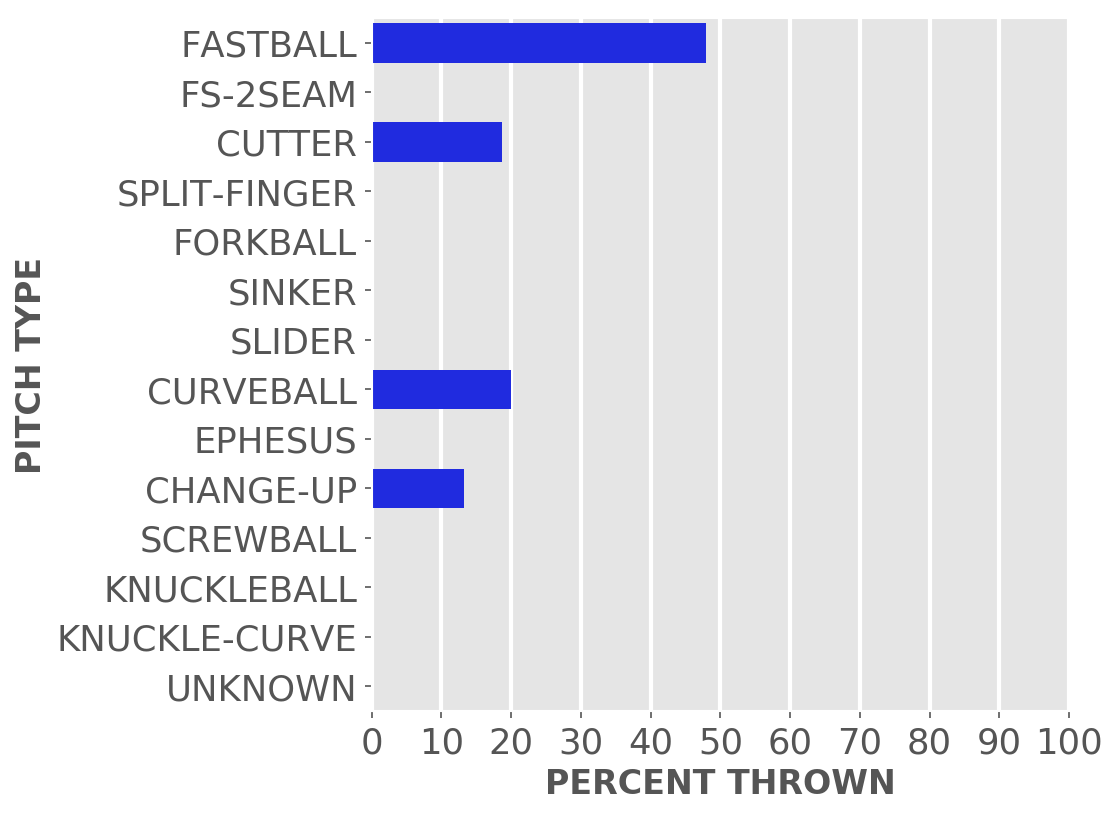 FASTBALL
FS-2SEAM
CUTTER
SPLIT-FINGER
FORKBALL
SINKER
SLIDER
CURVEBALL
EPHESUS
CHANGE-UP
SCREWBALL
KNUCKLEBALL
KNUCKLE-CURVE
UNKNOWN
PITCH TYPE
0 10 20 30 40 50 60 70 80 90 100
PERCENT THROWN